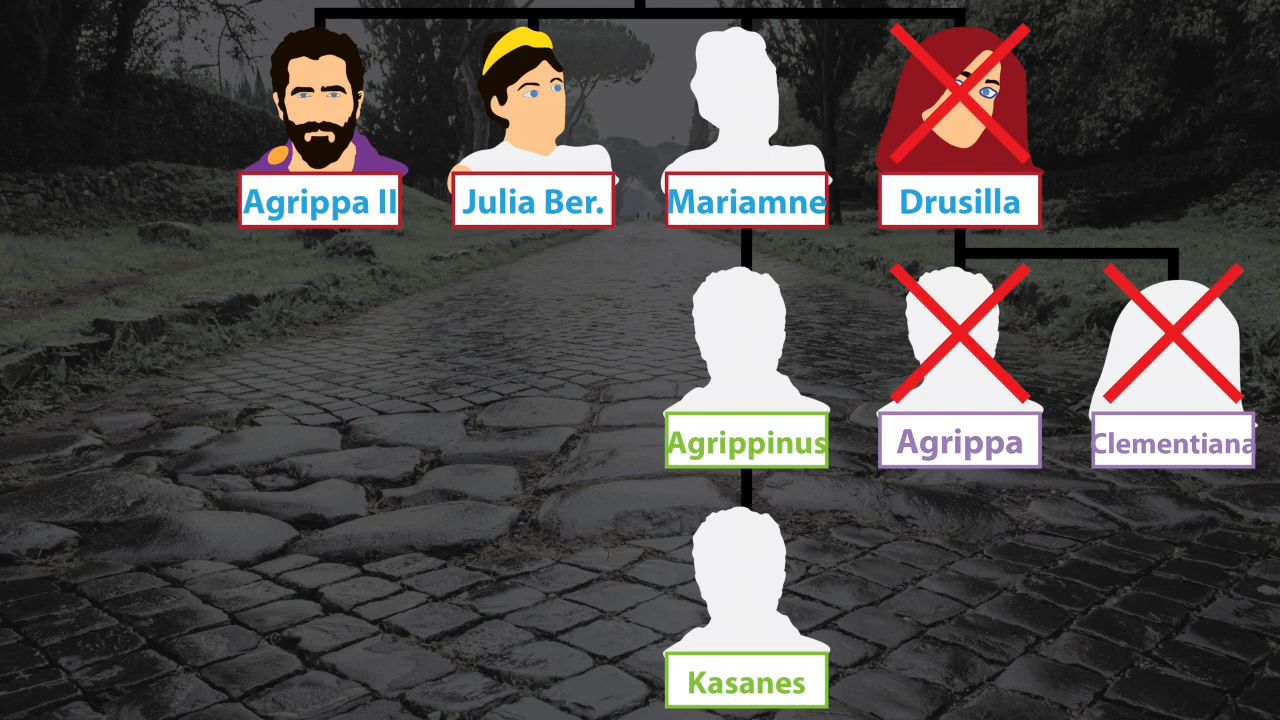 Agrippa II
Julia Ber.
Mariamne
Drusilla
Agrippinus
Agrippa
Clementiana
Kasanes